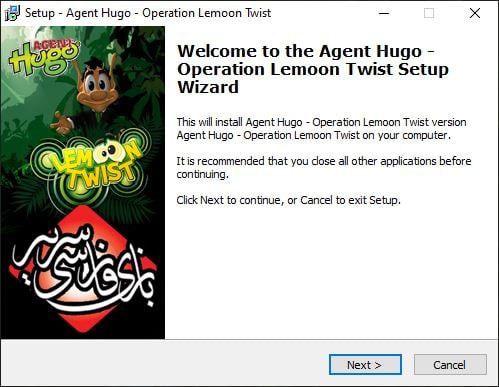 Setup - Agent Hugo - Operation Lemoon Twist
AGENT
Hugo
LEMOON
TWIST
بازی فارسی سرير
Welcome to the Agent Hugo -
Operation Lemoon Twist Setup
Wizard
This will install Agent Hugo - Operation Lemoon Twist version
Agent Hugo - Operation Lemoon Twist on your computer.
It is recommended that you close all other applications before
continuing.
Click Next to continue, or Cancel to exit Setup.
Next >
Cancel